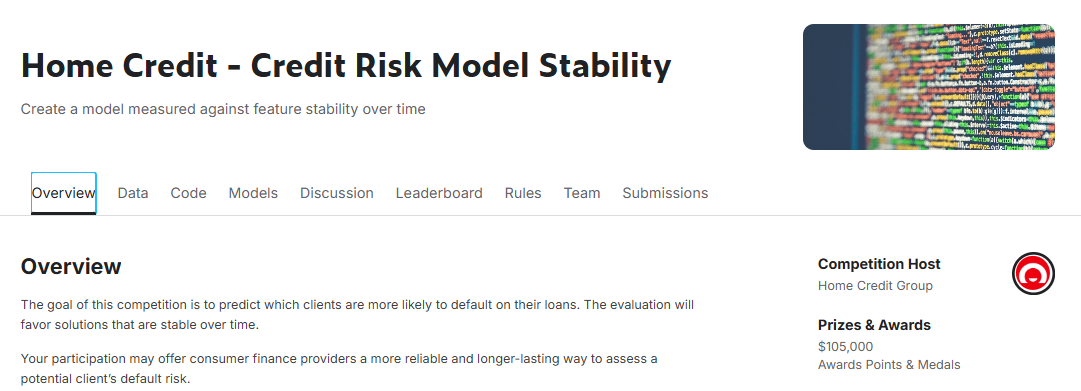 Home Credit - Credit Risk Model Stability
Create a model measured against feature stability over time
Overview Data Code Models Discussion Leaderboard Rules Team Submissions
Overview
The goal of this competition is to predict which clients are more likely to default on their loans. The evaluation will
favor solutions that are stable over time.
Your participation may offer consumer finance providers a more reliable and longer-lasting way to assess a
potential client’s default risk.
Competition Host
Home Credit Group
Prizes & Awards
$105,000
Awards Points & Medals